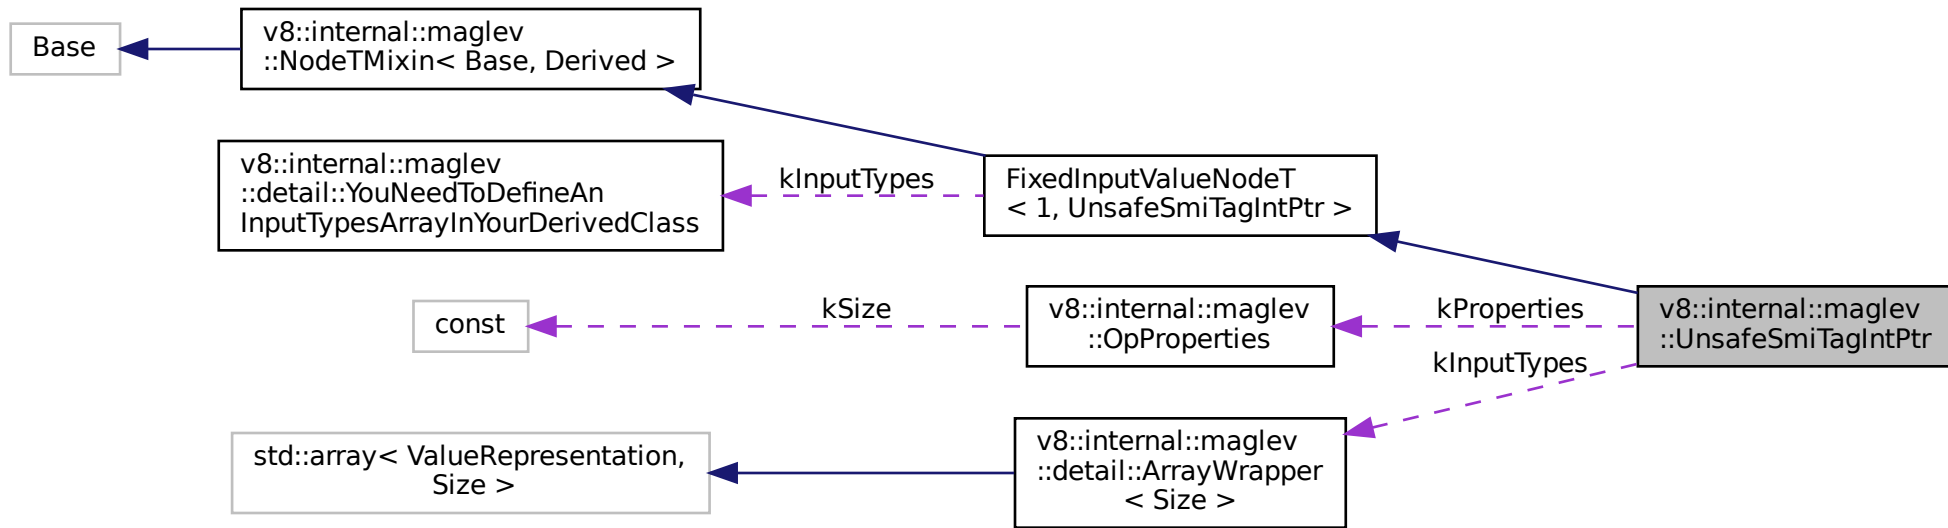 Base
v8::internal::maglev
::NodeTMixin< Base, Derived >
v8::internal::maglev
::detail::YouNeedToDefineAn
InputTypesArrayInYourDerivedClass
kInputTypes
FixedInputValueNodeT
< 1, UnsafeSmiTagIntPtr >
const
kSize
v8::internal::maglev
::OpProperties
kProperties
kInputTypes
v8::internal::maglev
::UnsafeSmiTagIntPtr
std::array< ValueRepresentation,
Size >
v8::internal::maglev
::detail::ArrayWrapper
< Size >